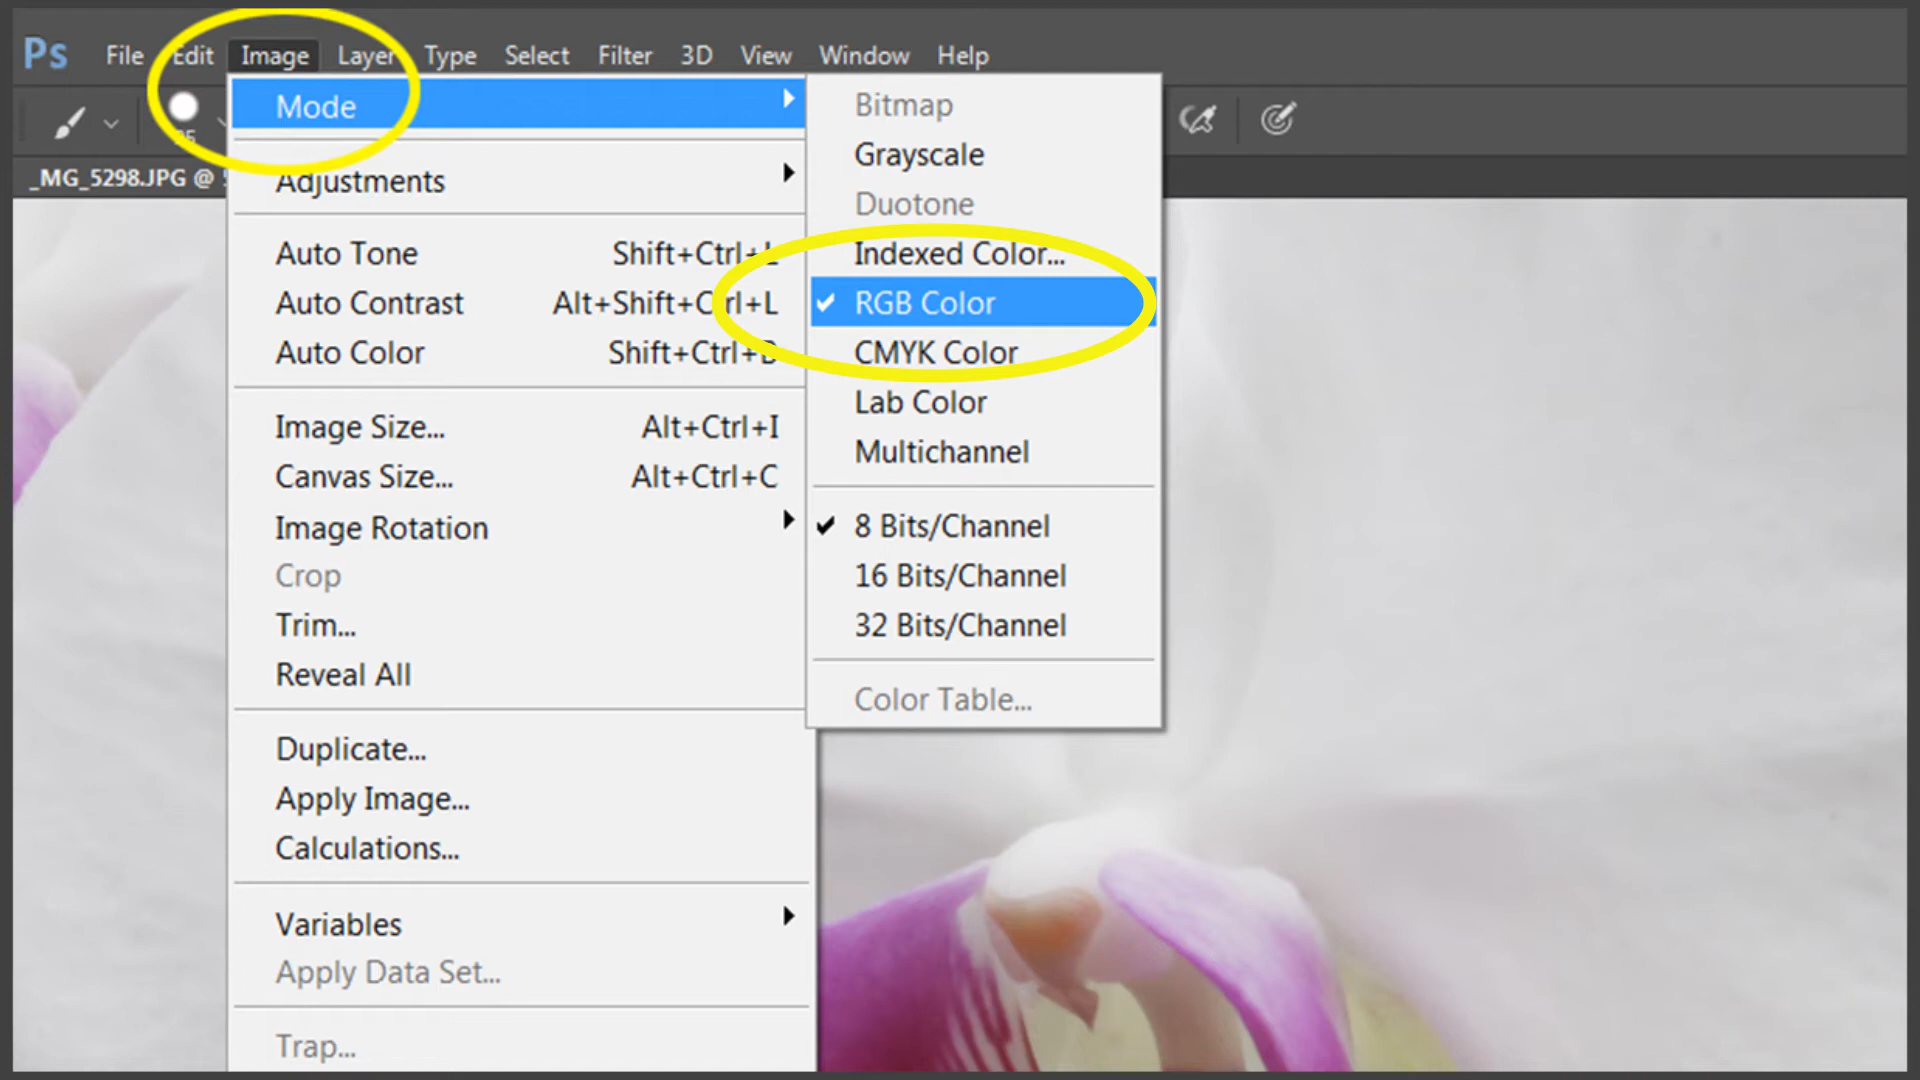 Ps File Edit Image Layer Type Select Filter 3D View Window Help
_MG_5298.JPG @
Mode
Adjustments
Auto Tone Shift+Ctrl+L
Auto Contrast Alt+Shift+Ctrl+L
Auto Color Shift+Ctrl+B
Image Size... Alt+Ctrl+I
Canvas Size... Alt+Ctrl+C
Image Rotation
Crop
Trim...
Reveal All
Duplicate...
Apply Image...
Calculations...
Variables
Apply Data Set...
Trap...
Bitmap
Grayscale
Duotone
Indexed Color...
RGB Color
CMYK Color
Lab Color
Multichannel
8 Bits/Channel
16 Bits/Channel
32 Bits/Channel
Color Table...